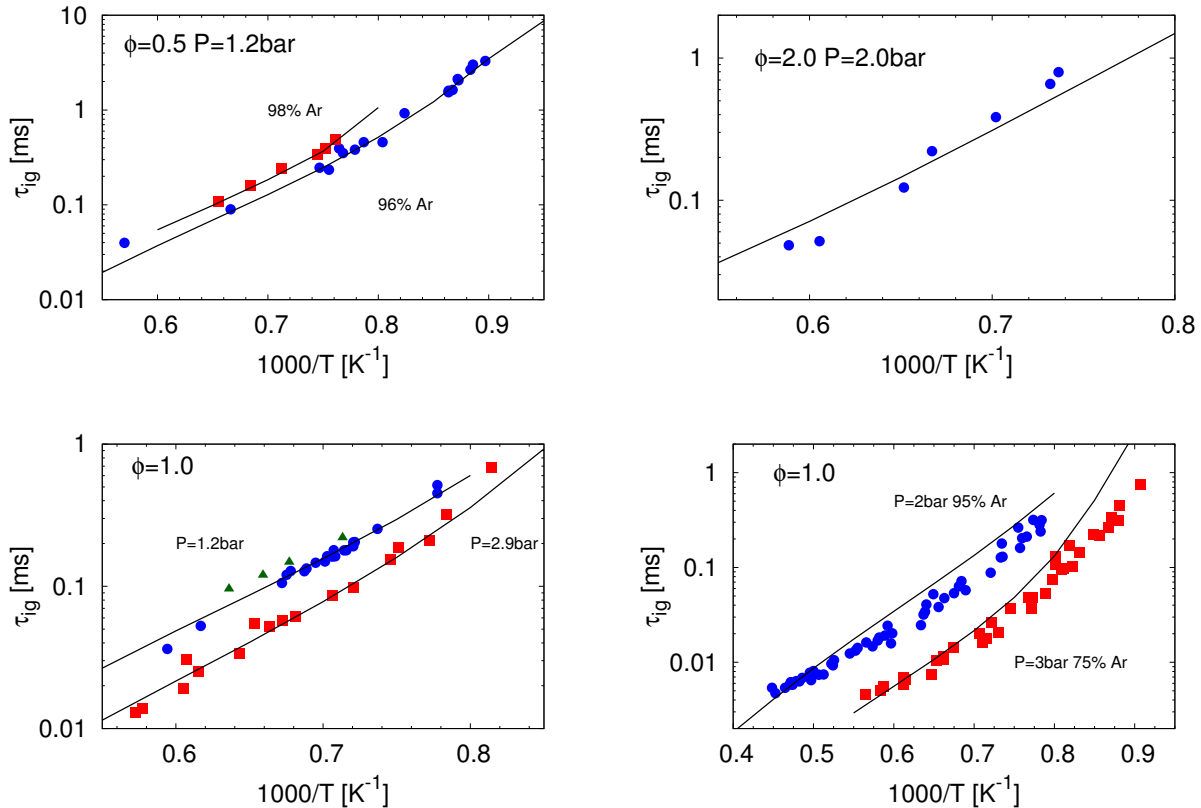 ϕ=0.5 P=1.2bar
98% Ar
96% Ar
10
1
0.1
0.01
τig [ms]
0.6 0.7 0.8 0.9
1000/T [K-1]
ϕ=2.0 P=2.0bar
1
0.1
τig [ms]
0.6 0.7 0.8
1000/T [K-1]
ϕ=1.0
P=1.2bar
P=2.9bar
1
0.1
0.01
τig [ms]
0.6 0.7 0.8
1000/T [K-1]
ϕ=1.0
P=2bar 95% Ar
P=3bar 75% Ar
1
0.1
0.01
τig [ms]
0.4 0.5 0.6 0.7 0.8 0.9
1000/T [K-1]